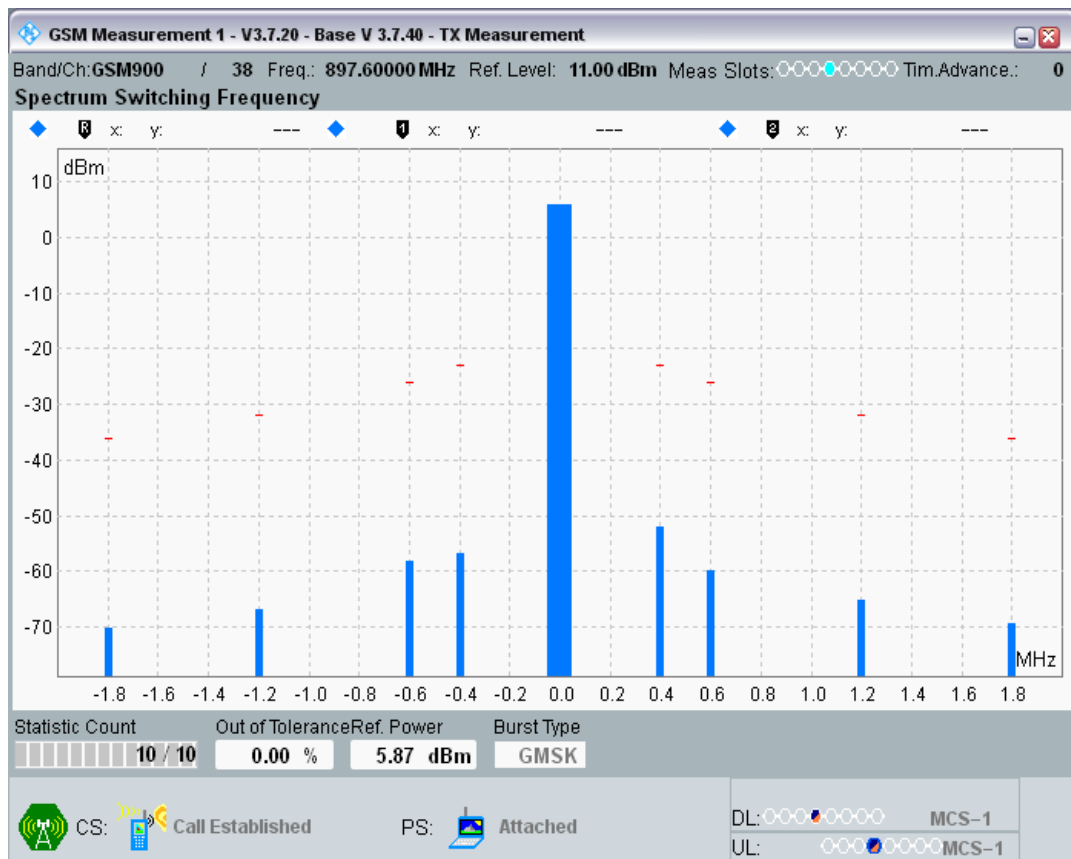 GSM Measurement 1 - V3.7.20 - Base V 3.7.40 - TX Measurement
Band/Ch:GSM900 / 38 Freq.: 897.60000 MHz Ref. Level: 11.00 dBm Meas Slots: Tim.Advance.: 0
Spectrum Switching Frequency
R x: y: --- 1 x: y: --- 2 x: y: ---
dBm
10
0
-10
-20
-30
-40
-50
-60
-70
MHz
-1.8 -1.6 -1.4 -1.2 -1.0 -0.8 -0.6 -0.4 -0.2 0.0 0.2 0.4 0.6 0.8 1.0 1.2 1.4 1.6 1.8
Statistic Count Out of Tolerance Ref. Power Burst Type
10 / 10 0.00 % 5.87 dBm GMSK
CS: Call Established PS: Attached DL: MCS-1
UL: MCS-1